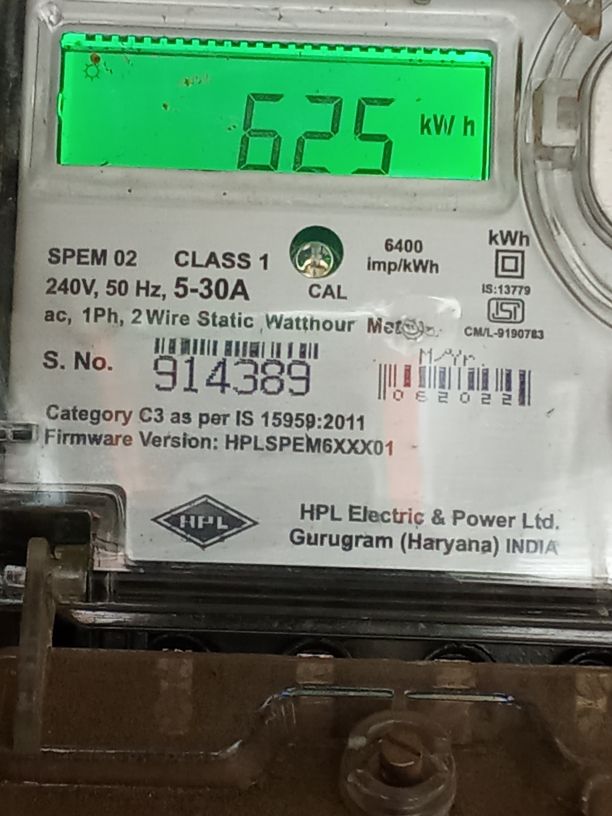 625 kWh
SPEM 02 CLASS 1
6400
imp/kWh
kWh
240V, 50 Hz, 5-30A
CAL
IS:13779
ISI
CM/L-9190783
ac, 1Ph, 2 Wire Static Watthour
S. No. 914389
M/Yr.
062022
Category C3 as per IS 15959:2011
Firmware Version: HPLSPEM6XXX01
HPL
HPL Electric & Power Ltd.
Gurugram (Haryana) INDIA